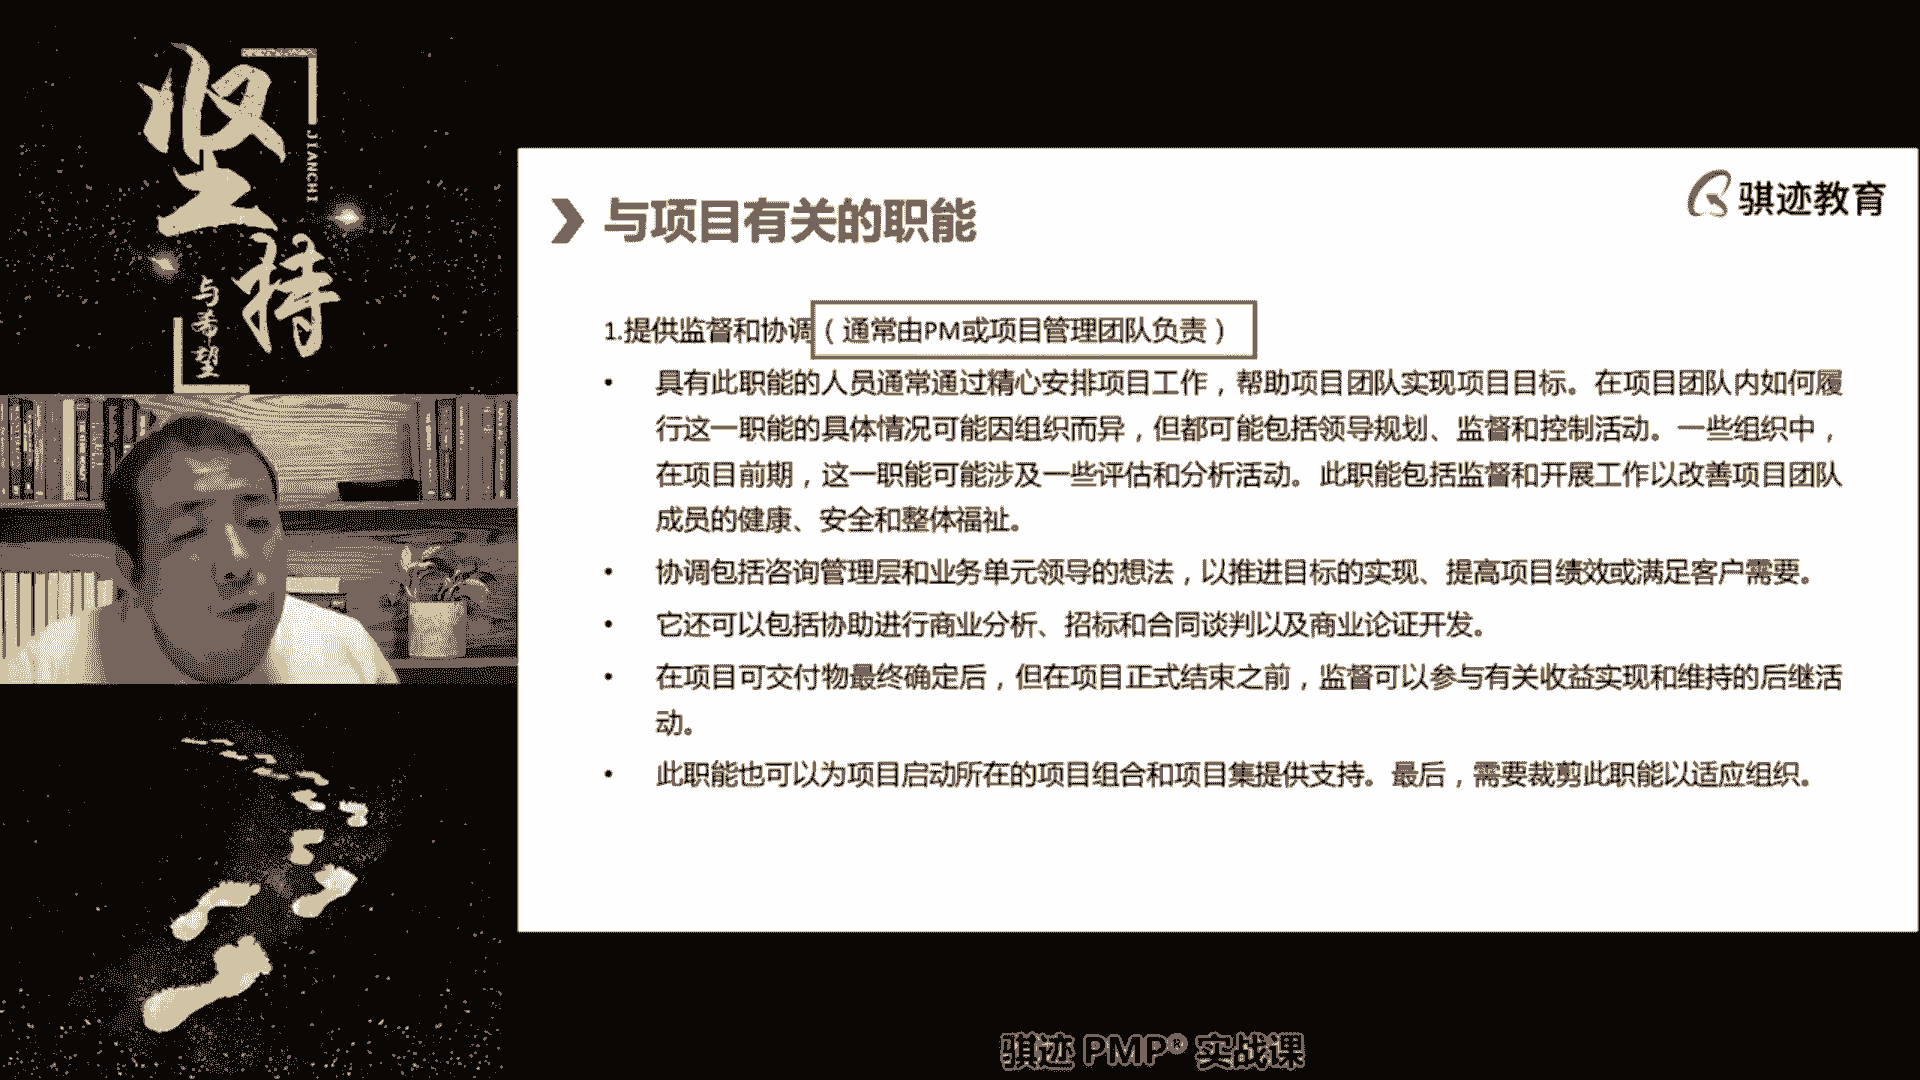 坚持
JIANCHI
与希望
骐迹教育
与项目有关的职能
1.提供监督和协调（通常由PM或项目管理团队负责）
• 具有此职能的人员通常通过精心安排项目工作，帮助项目团队实现项目目标。在项目团队内如何履
行这一职能的具体情况可能因组织而异，但都可能包括领导规划、监督和控制活动。一些组织中，
在项目前期，这一职能可能涉及一些评估和分析活动。此职能包括监督和开展工作以改善项目团队
成员的健康、安全和整体福祉。
• 协调包括咨询管理层和业务单元领导的想法，以推进目标的实现、提高项目绩效或满足客户需要。
• 它还可以包括协助进行商业分析、招标和合同谈判以及商业论证开发。
• 在项目可交付物最终确定后，但在项目正式结束之前，监督可以参与有关收益实现和维持的后继活
动。
• 此职能也可以为项目启动所在的项目组合和项目集提供支持。最后，需要裁剪此职能以适应组织。
骐迹 PMP® 实战课